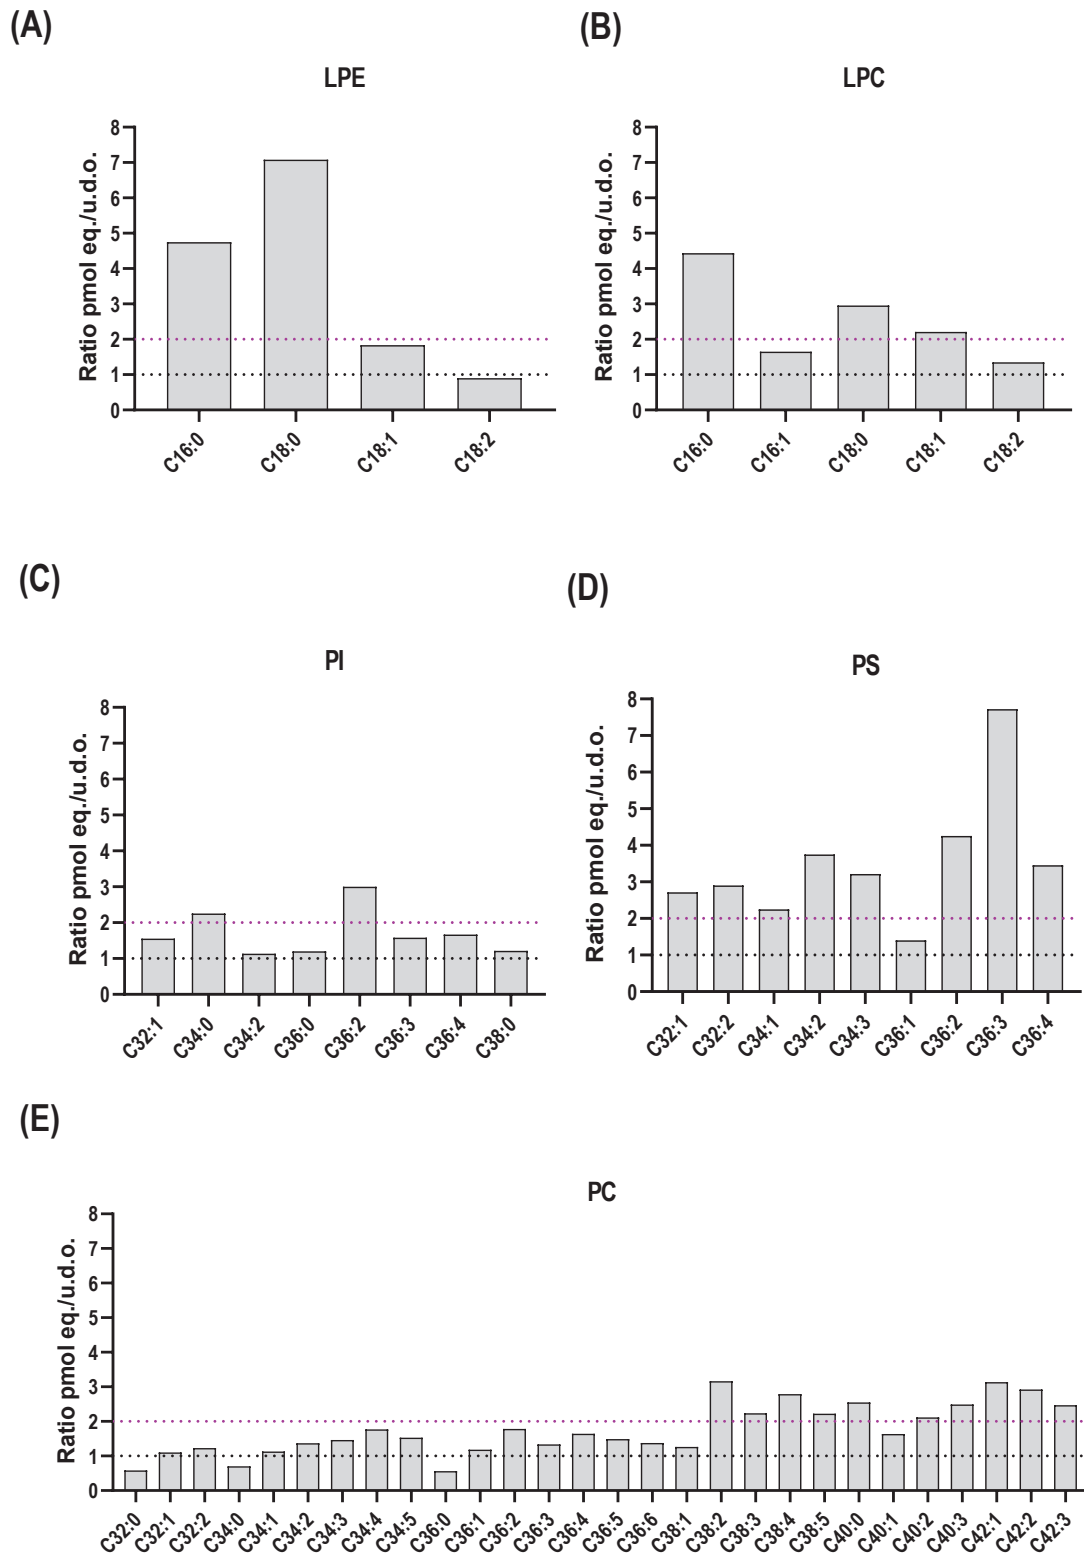 (A)
LPE
Ratio pmol eq./u.d.o.
8
7
6
5
4
3
2
1
0
C16:0
C18:0
C18:1
C18:2
(B)
LPC
Ratio pmol eq./u.d.o.
8
7
6
5
4
3
2
1
0
C16:0
C16:1
C18:0
C18:1
C18:2
(C)
PI
Ratio pmol eq./u.d.o.
8
7
6
5
4
3
2
1
0
C32:1
C34:0
C34:2
C36:0
C36:2
C36:3
C36:4
C38:0
(D)
PS
Ratio pmol eq./u.d.o.
8
7
6
5
4
3
2
1
0
C32:1
C32:2
C34:1
C34:2
C34:3
C36:1
C36:2
C36:3
C36:4
(E)
PC
Ratio pmol eq./u.d.o.
8
7
6
5
4
3
2
1
0
C32:0
C32:1
C32:2
C34:0
C34:1
C34:2
C34:3
C34:4
C34:5
C36:0
C36:1
C36:2
C36:3
C36:4
C36:5
C36:6
C38:1
C38:2
C38:3
C38:4
C38:5
C40:0
C40:1
C40:2
C40:3
C42:1
C42:2
C42:3